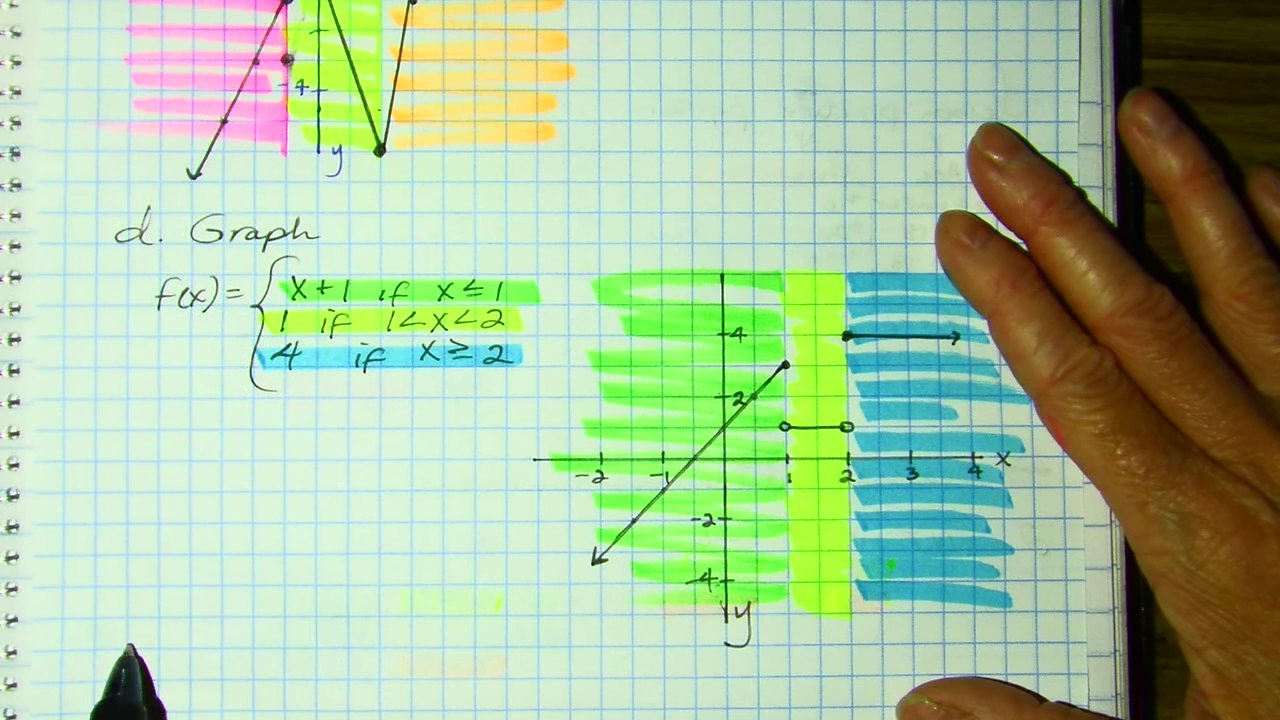 -4
y
d. Graph
f(x) = { x + 1 if x ≤ 1
1 if 1 < x < 2
4 if x ≥ 2
4
2
-2 -1 1 2 3 4 x
-2
-4
y